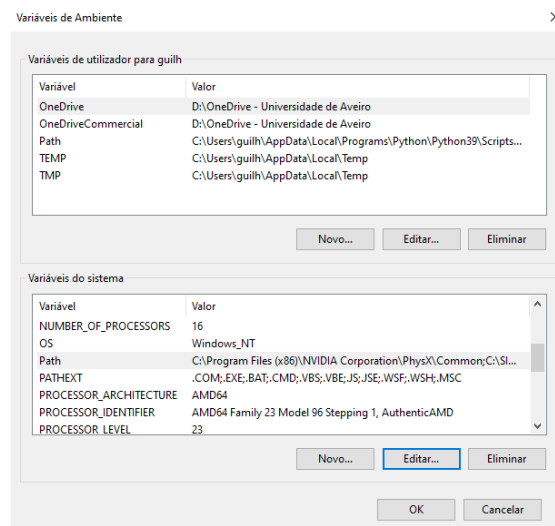 Variáveis de Ambiente
Variáveis de utilizador para guilh
Variável Valor
OneDrive D:\OneDrive - Universidade de Aveiro
OneDriveCommercial D:\OneDrive - Universidade de Aveiro
Path C:\Users\guilh\AppData\Local\Programs\Python\Python39\Scripts...
TEMP C:\Users\guilh\AppData\Local\Temp
TMP C:\Users\guilh\AppData\Local\Temp
Novo... Editar... Eliminar
Variáveis do sistema
Variável Valor
NUMBER_OF_PROCESSORS 16
OS Windows_NT
Path C:\Program Files (x86)\NVIDIA Corporation\PhysX\Common;C:\SI...
PATHEXT .COM;.EXE;.BAT;.CMD;.VBS;.VBE;.JS;.JSE;.WSF;.WSH;.MSC
PROCESSOR_ARCHITECTURE AMD64
PROCESSOR_IDENTIFIER AMD64 Family 23 Model 96 Stepping 1, AuthenticAMD
PROCESSOR_LEVEL 23
Novo... Editar... Eliminar
OK Cancelar